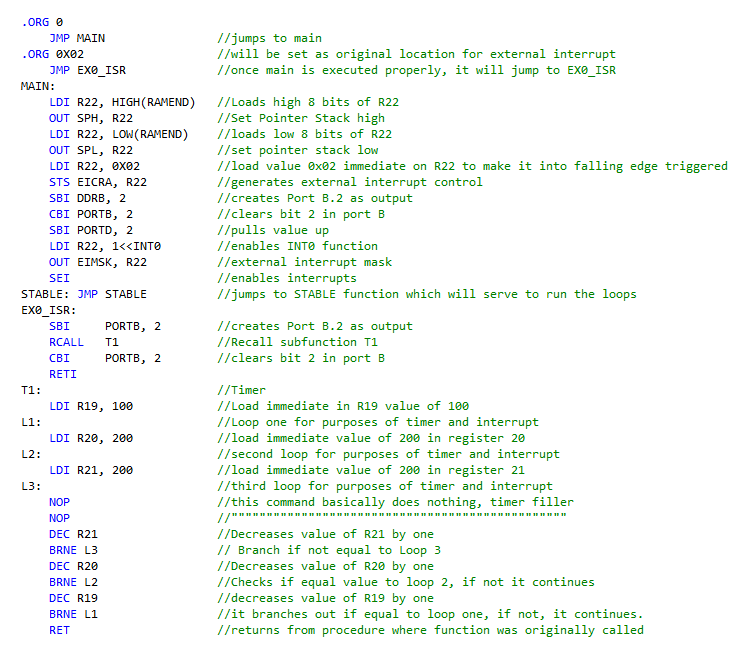 .ORG 0
JMP MAIN //jumps to main
.ORG 0X02 //will be set as original location for external interrupt
JMP EX0_ISR //once main is executed properly, it will jump to EX0_ISR
MAIN:
LDI R22, HIGH(RAMEND) //Loads high 8 bits of R22
OUT SPH, R22 //Set Pointer Stack high
LDI R22, LOW(RAMEND) //loads low 8 bits of R22
OUT SPL, R22 //set pointer stack low
LDI R22, 0X02 //load value 0x02 immediate on R22 to make it into falling edge triggered
STS EICRA, R22 //generates external interrupt control
SBI DDRB, 2 //creates Port B.2 as output
CBI PORTB, 2 //clears bit 2 in port B
SBI PORTD, 2 //pulls value up
LDI R22, 1<<INT0 //enables INT0 function
OUT EIMSK, R22 //external interrupt mask
SEI //enables interrupts
STABLE: JMP STABLE //jumps to STABLE function which will serve to run the loops
EX0_ISR:
SBI PORTB, 2 //creates Port B.2 as output
RCALL T1 //Recall subfunction T1
CBI PORTB, 2 //clears bit 2 in port B
RETI
T1: //Timer
LDI R19, 100 //Load immediate in R19 value of 100
L1: //Loop one for purposes of timer and interrupt
LDI R20, 200 //load immediate value of 200 in register 20
L2: //second loop for purposes of timer and interrupt
LDI R21, 200 //load immediate value of 200 in register 21
L3: //third loop for purposes of timer and interrupt
NOP //this command basically does nothing, timer filler
NOP //""""""""""""""""""""""""""""""""""""""""""""""""
DEC R21 //Decreases value of R21 by one
BRNE L3 // Branch if not equal to Loop 3
DEC R20 //Decreases value of R20 by one
BRNE L2 //Checks if equal value to loop 2, if not it continues
DEC R19 //decreases value of R19 by one
BRNE L1 //it branches out if equal to loop one, if not, it continues.
RET //returns from procedure where function was originally called